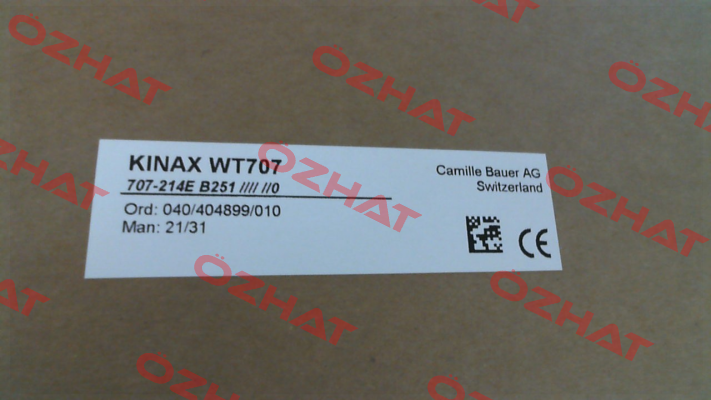 KINAX WT707
707-214E B251 //// //0
Ord: 040/404899/010
Man: 21/31
Camille Bauer AG
Switzerland
CE
ÖZHAT
ÖZHAT
ÖZHAT
ÖZHAT
ÖZHAT
ÖZHAT
ÖZHAT
ÖZHAT